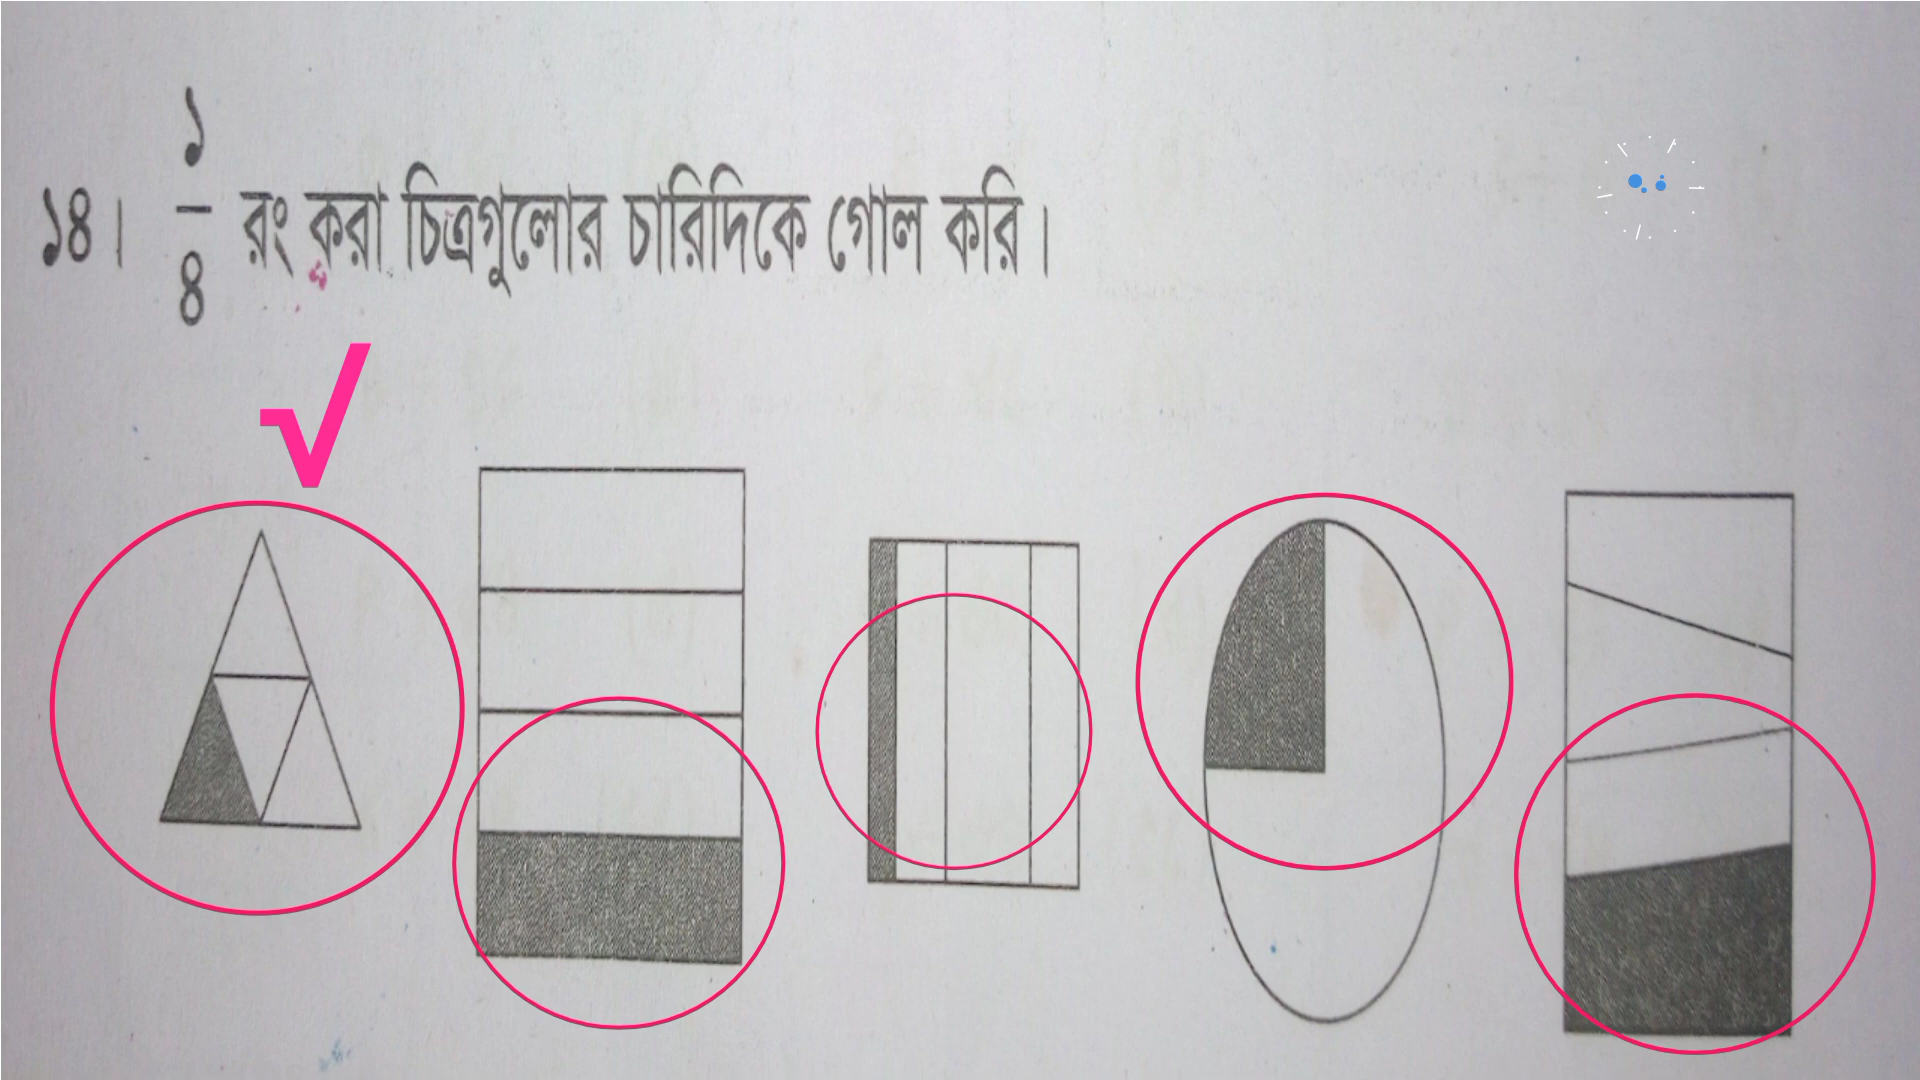 ১৪। ১/৪ রং করা চিত্রগুলোর চারিদিকে গোল করি।